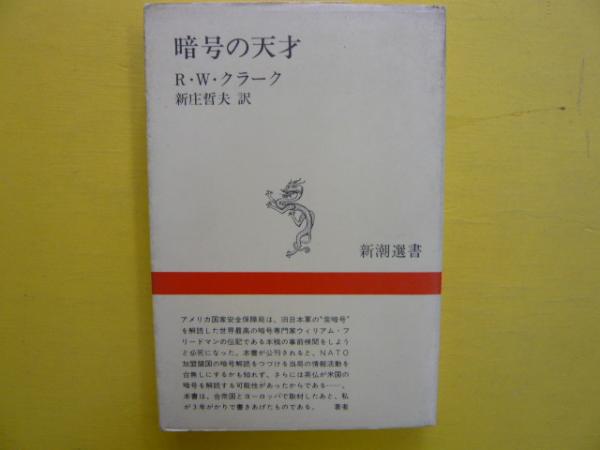 暗号の天才
R・W・クラーク
新庄哲夫 訳
新潮選書
アメリカ国家安全保障局は、旧日本軍の“紫暗号”
を解読した世界最高の暗号専門家ウィリアム・フ
リードマンの伝記である本稿の事前検閲をしよう
と必死になった。本書が公刊されると、NATO
加盟諸国の暗号解読をつづける当局の情報活動を
台無しにするかも知れず、さらには英仏が米国の
暗号を解読する可能性があったからである……。
本書は、合衆国とヨーロッパで取材したあと、私
が3年がかりで書きあげたものである。 著者